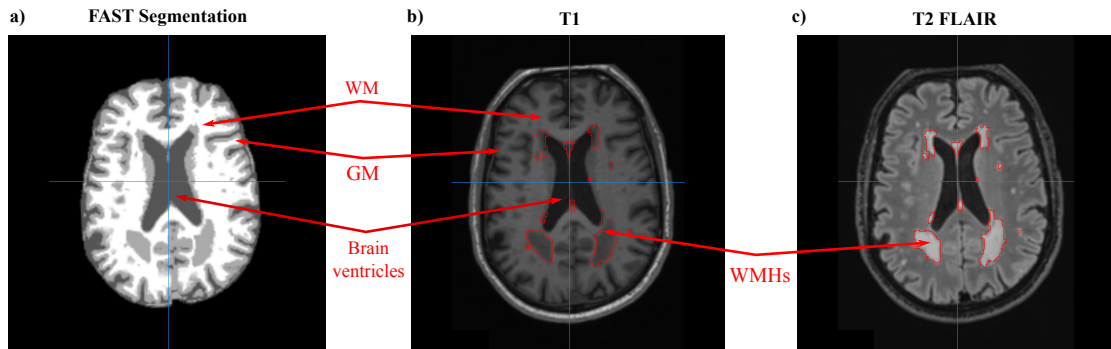 a) FAST Segmentation
b) T1
c) T2 FLAIR
WM
GM
Brain
ventricles
WMHs